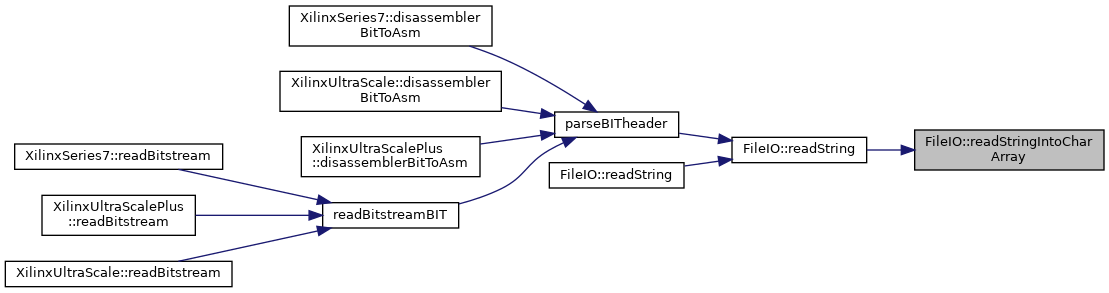 XilinxSeries7::disassembler
BitToAsm
XilinxUltraScale::disassembler
BitToAsm
XilinxUltraScalePlus
::disassemblerBitToAsm
XilinxSeries7::readBitstream
XilinxUltraScalePlus
::readBitstream
XilinxUltraScale::readBitstream
readBitstreamBIT
parseBITheader
FileIO::readString
FileIO::readString
FileIO::readStringIntoChar
Array